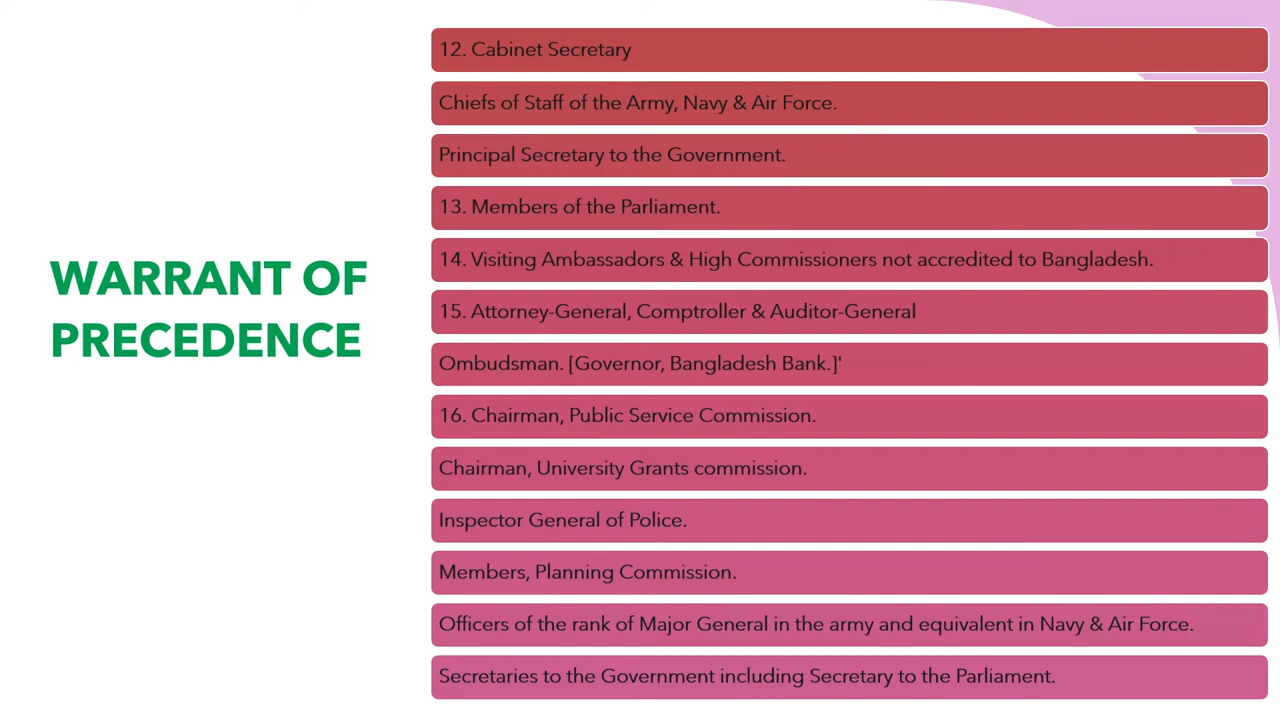 WARRANT OF
PRECEDENCE
12. Cabinet Secretary
Chiefs of Staff of the Army, Navy & Air Force.
Principal Secretary to the Government.
13. Members of the Parliament.
14. Visiting Ambassadors & High Commissioners not accredited to Bangladesh.
15. Attorney-General, Comptroller & Auditor-General
Ombudsman. [Governor, Bangladesh Bank.]'
16. Chairman, Public Service Commission.
Chairman, University Grants commission.
Inspector General of Police.
Members, Planning Commission.
Officers of the rank of Major General in the army and equivalent in Navy & Air Force.
Secretaries to the Government including Secretary to the Parliament.